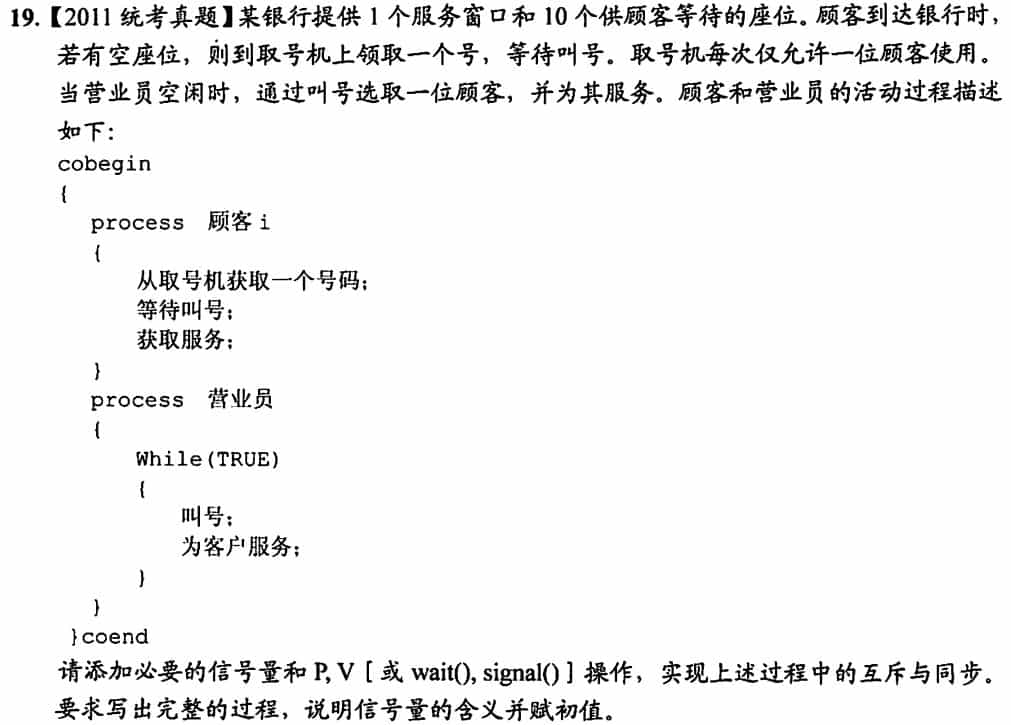 19.【2011 统考真题】某银行提供 1 个服务窗口和 10 个供顾客等待的座位。顾客到达银行时，
若有空座位，则到取号机上领取一个号，等待叫号。取号机每次仅允许一位顾客使用。
当营业员空闲时，通过叫号选取一位顾客，并为其服务。顾客和营业员的活动过程描述
如下：
cobegin
{
process 顾客 i
{
从取号机获取一个号码；
等待叫号；
获取服务；
}
process 营业员
{
While(TRUE)
{
叫号；
为客户服务；
}
}
}coend
请添加必要的信号量和 P, V [ 或 wait(), signal() ] 操作，实现上述过程中的互斥与同步。
要求写出完整的过程，说明信号量的含义并赋初值。